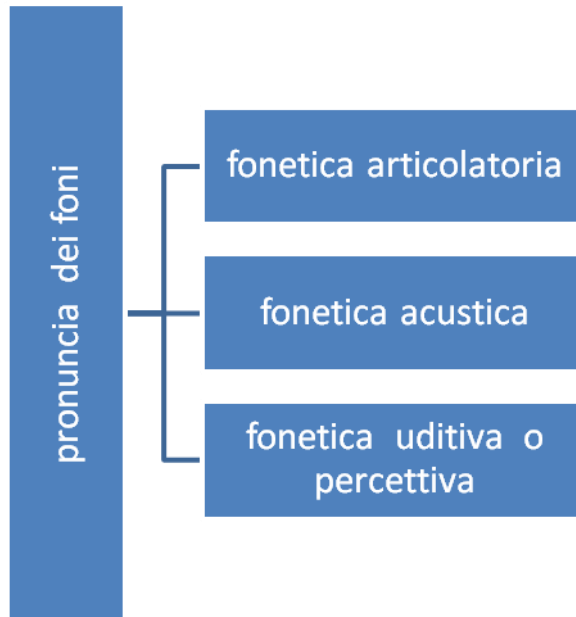 pronuncia dei foni
fonetica articolatoria
fonetica acustica
fonetica uditiva o
percettiva